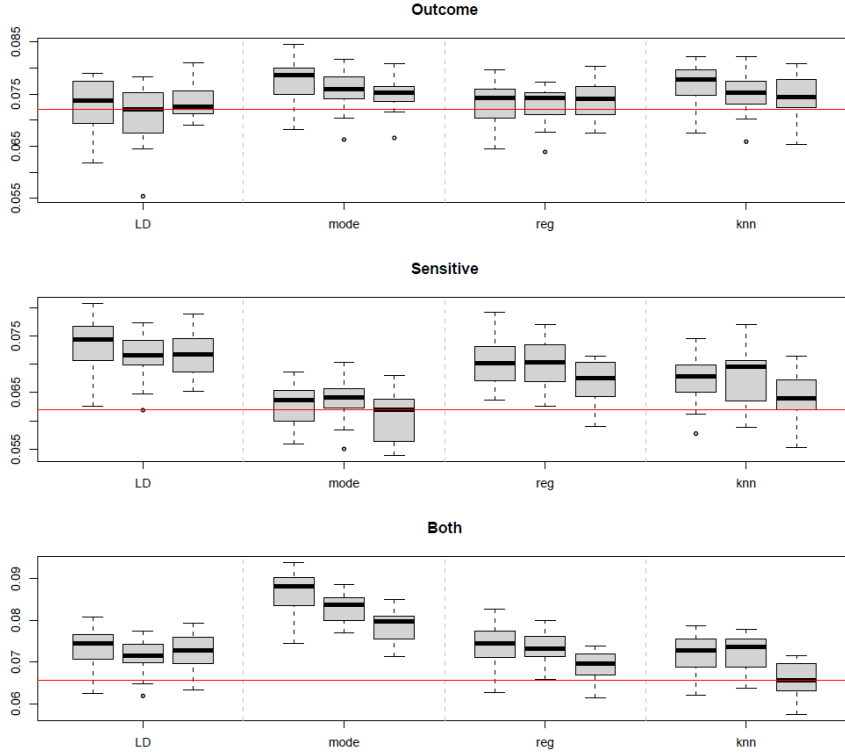 Outcome
0.085
0.075
0.065
0.055
LD mode reg knn
Sensitive
0.075
0.065
0.055
LD mode reg knn
Both
0.09
0.08
0.07
0.06
LD mode reg knn